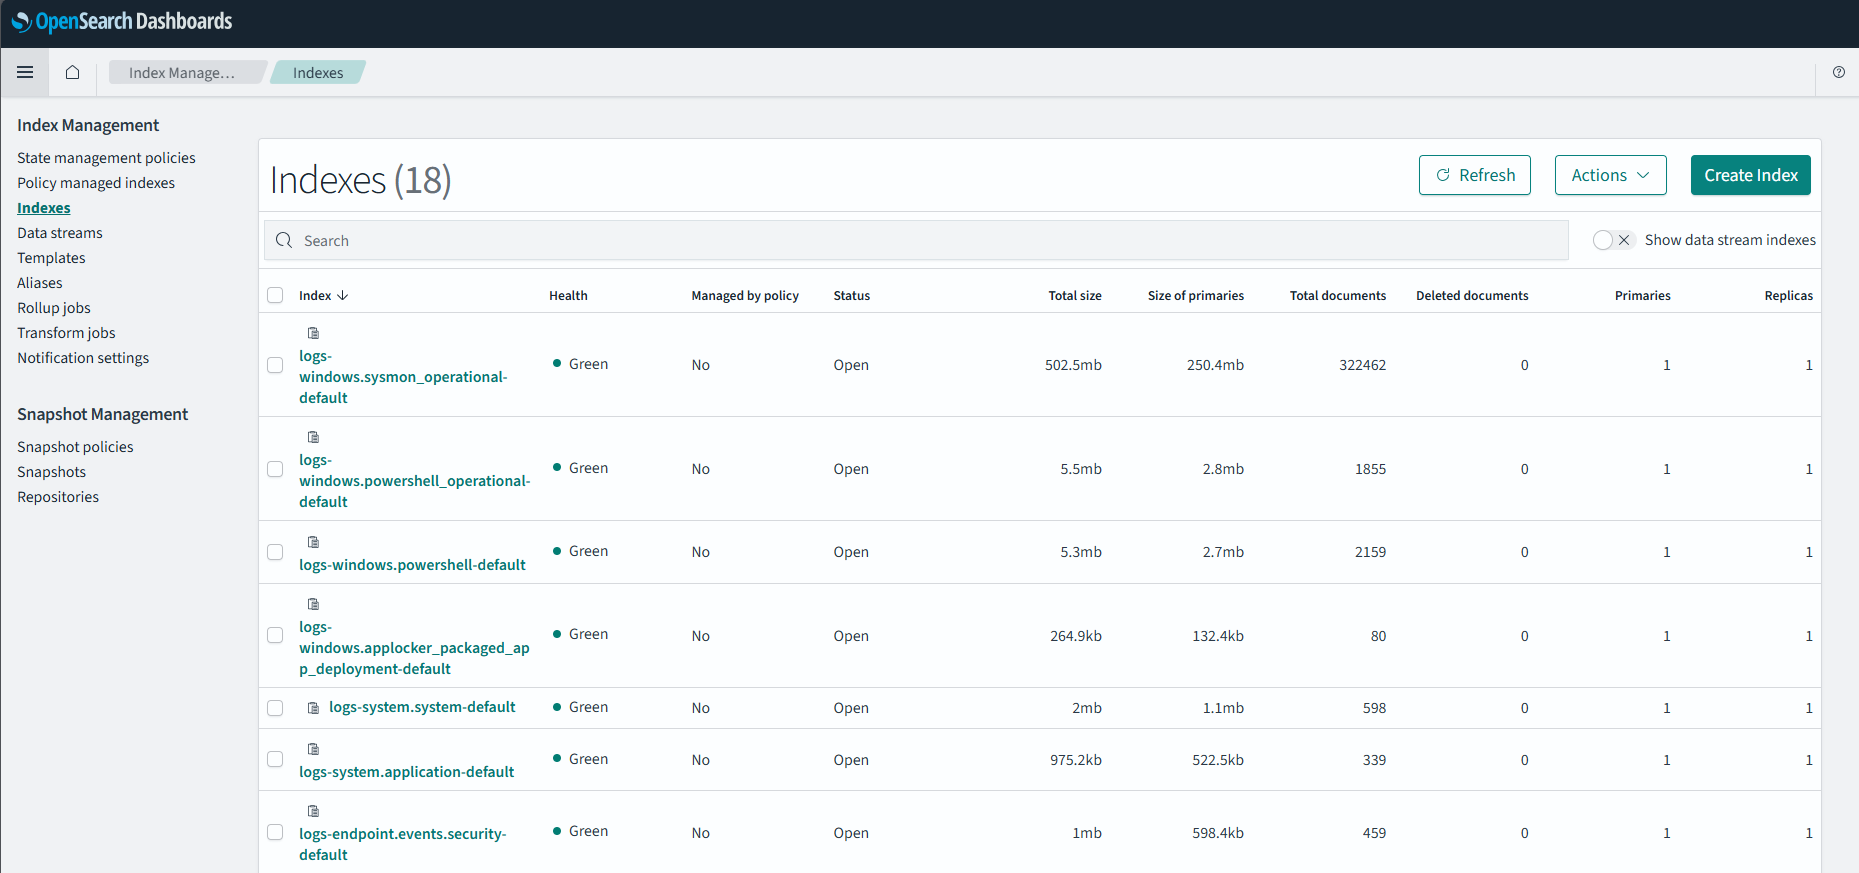 OpenSearch Dashboards
Index Manage...
Indexes
Index Management
State management policies
Policy managed indexes
Indexes
Data streams
Templates
Aliases
Rollup jobs
Transform jobs
Notification settings
Snapshot Management
Snapshot policies
Snapshots
Repositories
Indexes (18)
Refresh
Actions
Create Index
Search
Show data stream indexes
Index Health Managed by policy Status Total size Size of primaries Total documents Deleted documents Primaries Replicas
logs-
windows.sysmon_operational-
default
Green No Open 502.5mb 250.4mb 322462 0 1 1
logs-
windows.powershell_operational-
default
Green No Open 5.5mb 2.8mb 1855 0 1 1
logs-windows.powershell-default
Green No Open 5.3mb 2.7mb 2159 0 1 1
logs-
windows.applocker_packaged_ap
p_deployment-default
Green No Open 264.9kb 132.4kb 80 0 1 1
logs-system.system-default Green No Open 2mb 1.1mb 598 0 1 1
logs-system.application-default
Green No Open 975.2kb 522.5kb 339 0 1 1
logs-endpoint.events.security-
default
Green No Open 1mb 598.4kb 459 0 1 1